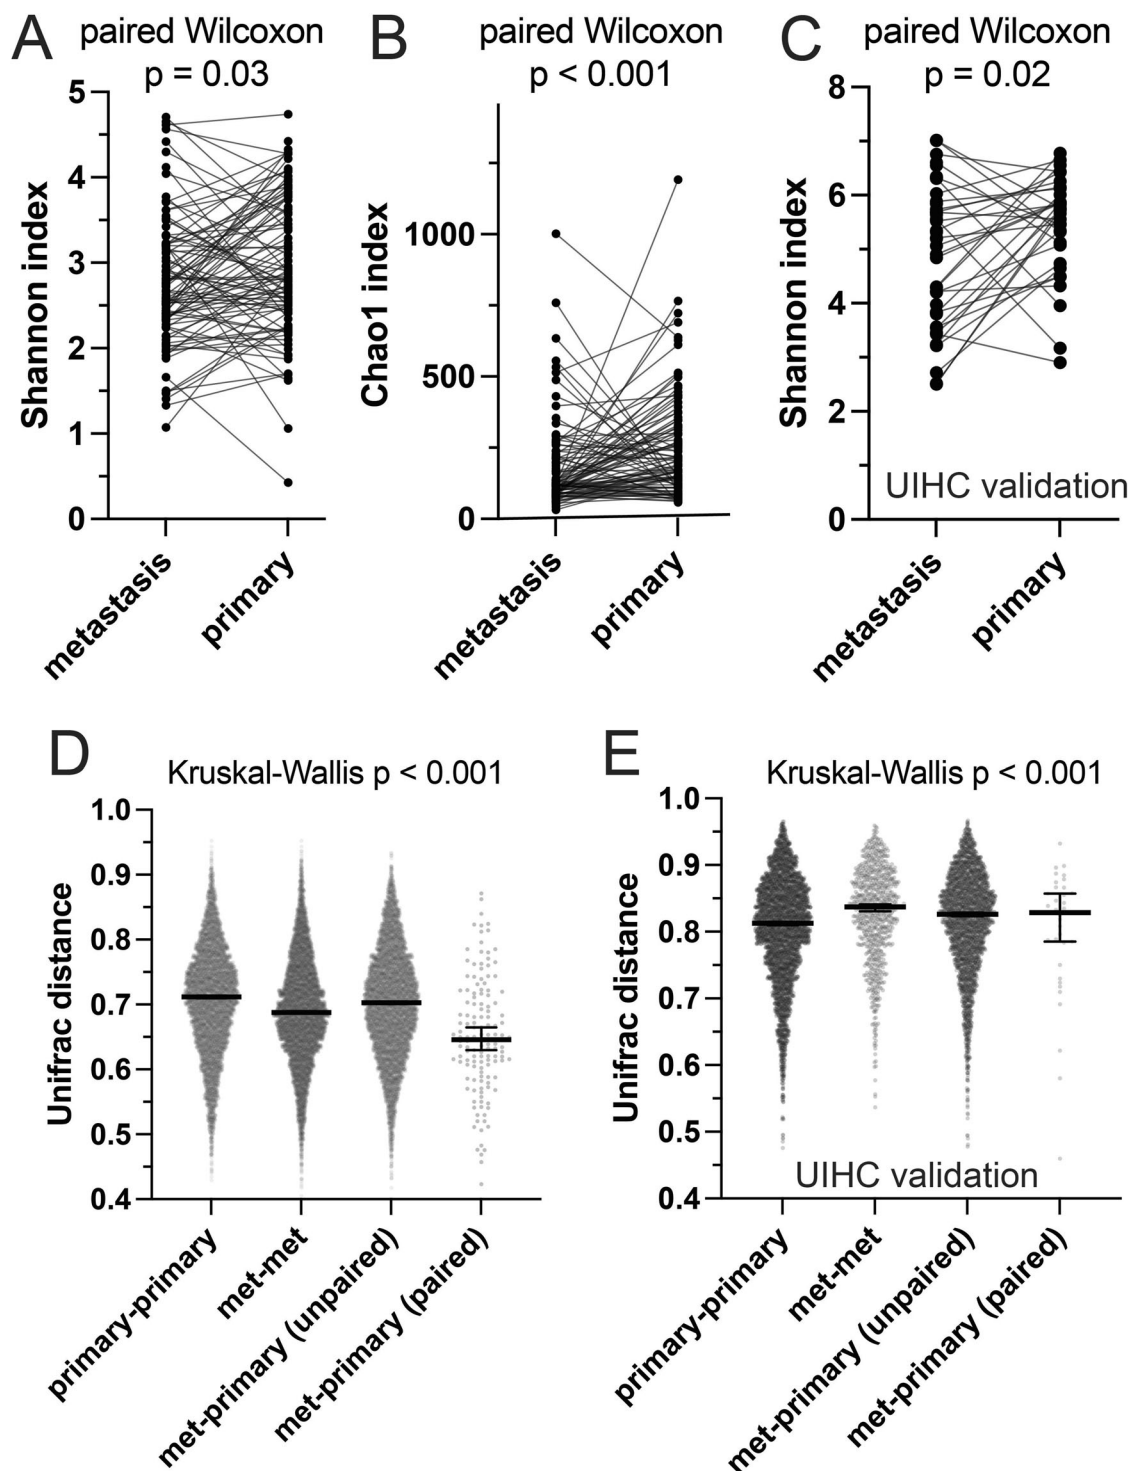 A
paired Wilcoxon
p = 0.03
5
4
3
2
1
0
Shannon index
metastasis
primary
B
paired Wilcoxon
p < 0.001
1000
500
0
Chao1 index
metastasis
primary
C
paired Wilcoxon
p = 0.02
8
6
4
2
0
Shannon index
UIHC validation
metastasis
primary
D
Kruskal-Wallis p < 0.001
1.0
0.9
0.8
0.7
0.6
0.5
0.4
Unifrac distance
primary-primary
met-met
met-primary (unpaired)
met-primary (paired)
E
Kruskal-Wallis p < 0.001
1.0
0.9
0.8
0.7
0.6
0.5
0.4
Unifrac distance
UIHC validation
primary-primary
met-met
met-primary (unpaired)
met-primary (paired)